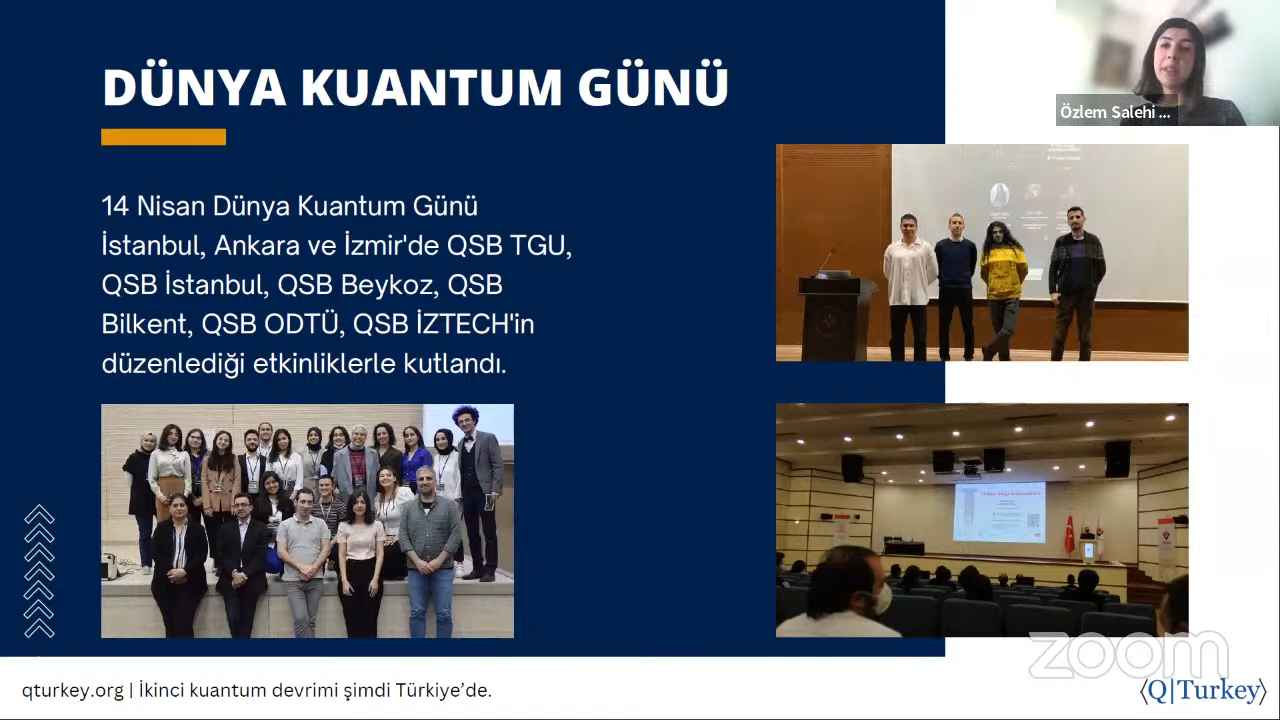 DÜNYA KUANTUM GÜNÜ
Özlem Salehi ...
14 Nisan Dünya Kuantum Günü
İstanbul, Ankara ve İzmir'de QSB TGU,
QSB İstanbul, QSB Beykoz, QSB
Bilkent, QSB ODTÜ, QSB İZTECH'in
düzenlediği etkinliklerle kutlandı.
zoom
qturkey.org | İkinci kuantum devrimi şimdi Türkiye’de.
⟨Q|Turkey⟩